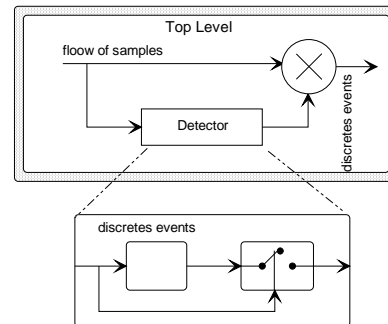 Top Level
floow of samples
Detector
discretes events
discretes events